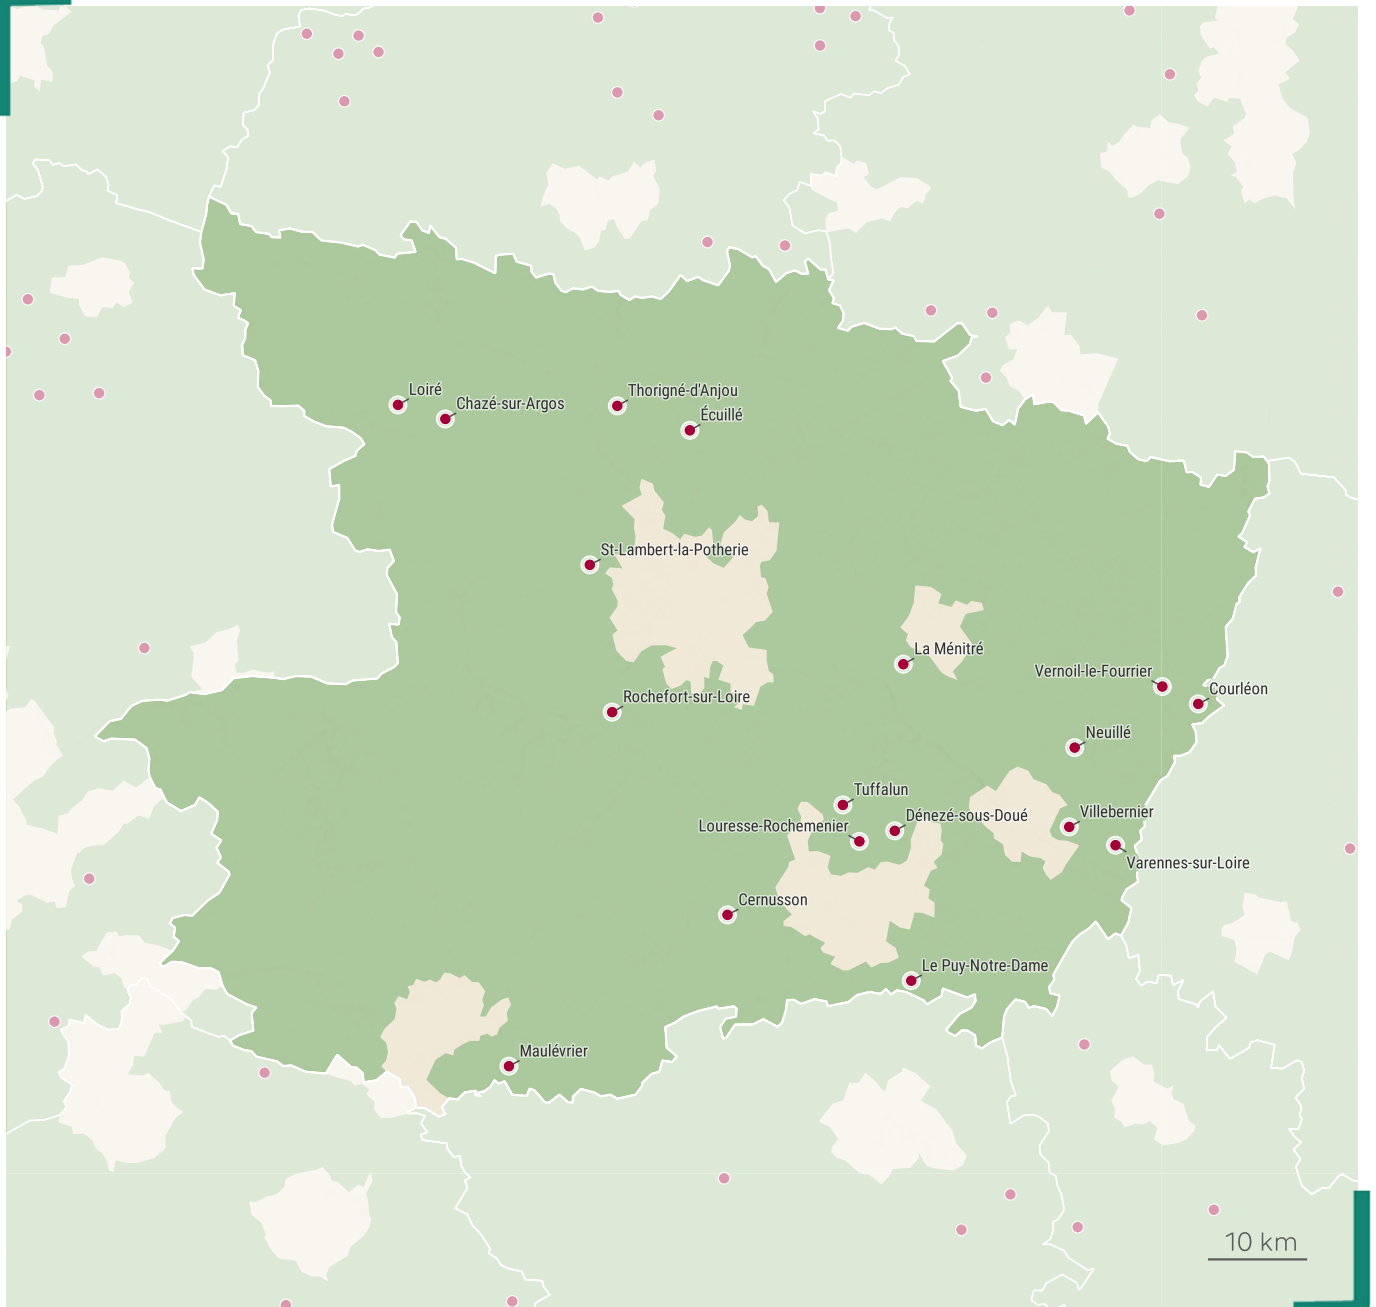 Loiré
Thorigné-d'Anjou
Chazé-sur-Argos
Écuillé
St-Lambert-la-Potherie
La Ménitré
Vernoil-le-Fourrier
Courléon
Rochefort-sur-Loire
Neuillé
Tuffalun
Villebernier
Dénezé-sous-Doué
Louresse-Rochemenier
Varennes-sur-Loire
Cernusson
Le Puy-Notre-Dame
Maulévrier
10 km